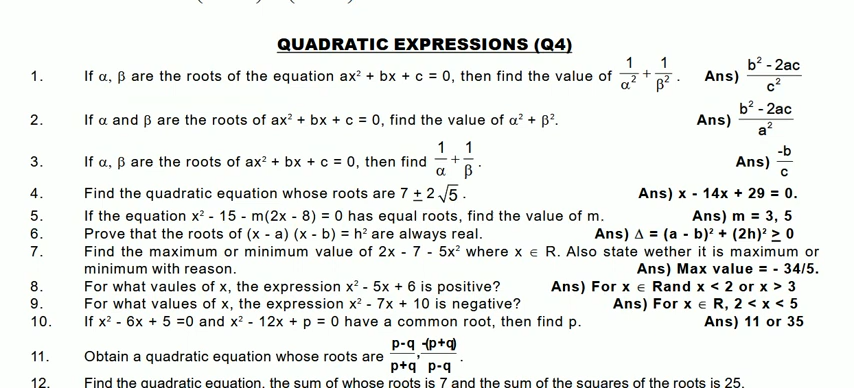 QUADRATIC EXPRESSIONS (Q4)
1. If α, β are the roots of the equation ax² + bx + c = 0, then find the value of 1/α² + 1/β². Ans) b² - 2ac / c²
2. If α and β are the roots of ax² + bx + c = 0, find the value of α² + β². Ans) b² - 2ac / a²
3. If α, β are the roots of ax² + bx + c = 0, then find 1/α + 1/β. Ans) -b/c
4. Find the quadratic equation whose roots are 7 ± 2√5. Ans) x - 14x + 29 = 0.
5. If the equation x² - 15 - m(2x - 8) = 0 has equal roots, find the value of m. Ans) m = 3, 5
6. Prove that the roots of (x - a) (x - b) = h² are always real. Ans) Δ = (a - b)² + (2h)² ≥ 0
7. Find the maximum or minimum value of 2x - 7 - 5x² where x ∈ R. Also state wether it is maximum or
minimum with reason. Ans) Max value = - 34/5.
8. For what vaules of x, the expression x² - 5x + 6 is positive? Ans) For x ∈ Rand x < 2 or x > 3
9. For what values of x, the expression x² - 7x + 10 is negative? Ans) For x ∈ R, 2 < x < 5
10. If x² - 6x + 5 =0 and x² - 12x + p = 0 have a common root, then find p. Ans) 11 or 35
11. Obtain a quadratic equation whose roots are p-q/p+q, -(p+q)/p-q.
12. Find the quadratic equation, the sum of whose roots is 7 and the sum of the squares of the roots is 25.